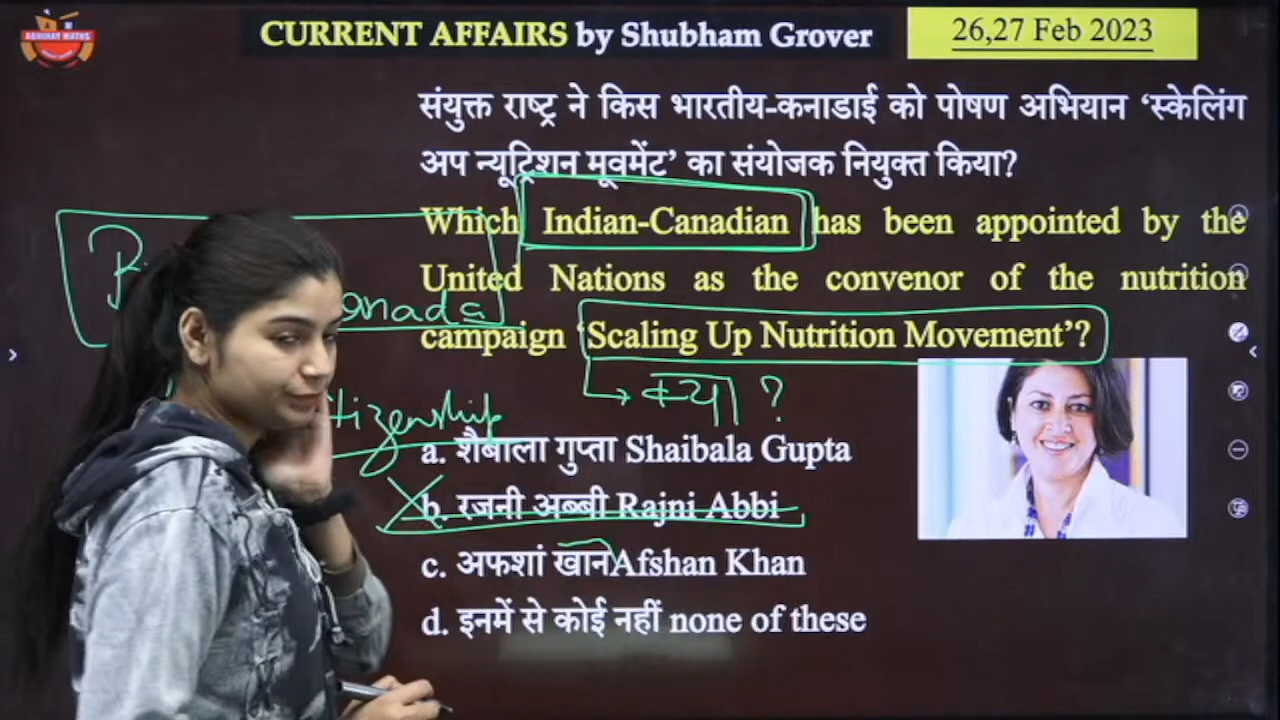 ABHINAY MATHS
CURRENT AFFAIRS by Shubham Grover
26,27 Feb 2023
संयुक्त राष्ट्र ने किस भारतीय-कनाडाई को पोषण अभियान ‘स्केलिंग
अप न्यूट्रिशन मूवमेंट’ का संयोजक नियुक्त किया?
Which Indian-Canadian has been appointed by the
United Nations as the convenor of the nutrition
campaign ‘Scaling Up Nutrition Movement’?
क्या ?
a. शैबाला गुप्ता Shaibala Gupta
b. रजनी अब्बी Rajni Abbi
c. अफशां खान Afshan Khan
d. इनमें से कोई नहीं none of these